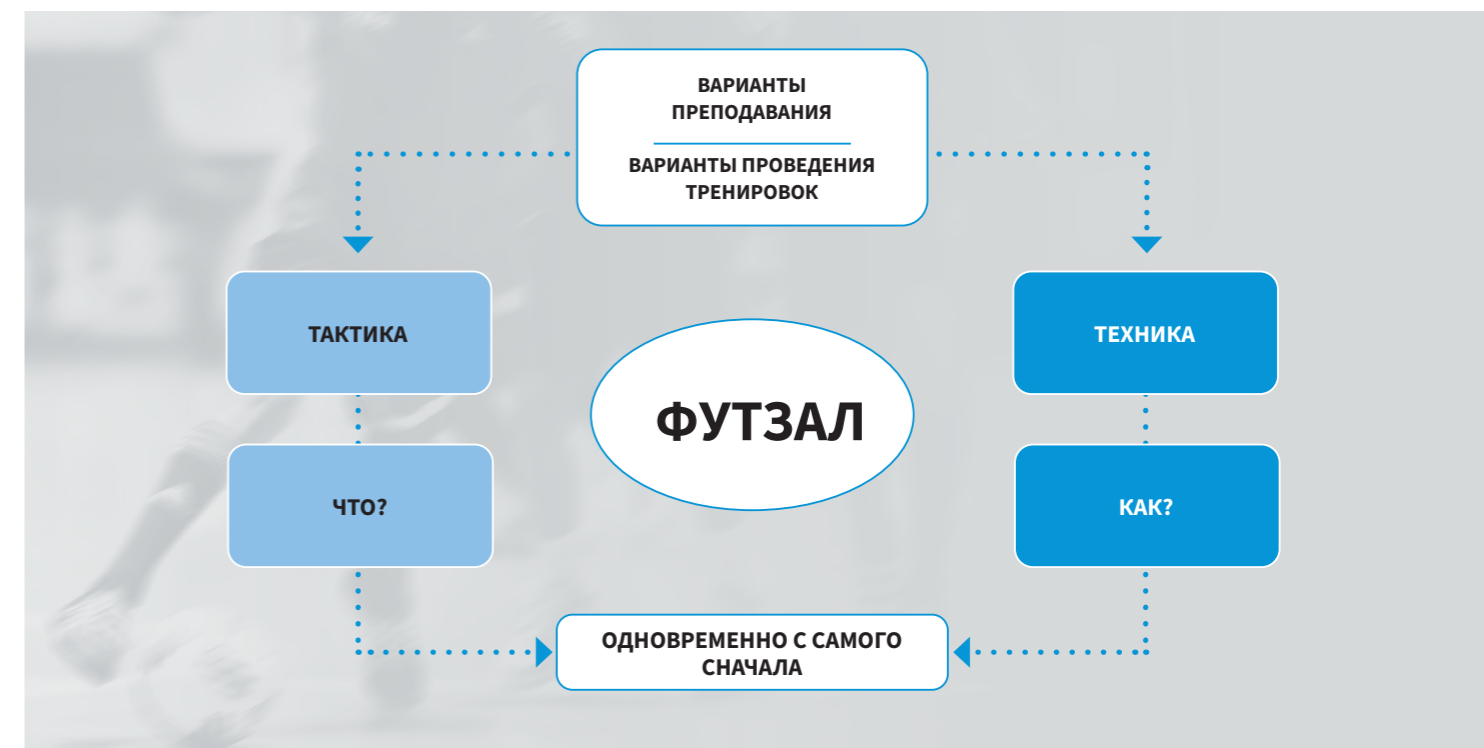 ВАРИАНТЫ
ПРЕПОДАВАНИЯ
ВАРИАНТЫ ПРОВЕДЕНИЯ
ТРЕНИРОВОК
ТАКТИКА
ТЕХНИКА
ФУТЗАЛ
ЧТО?
КАК?
ОДНОВРЕМЕННО С САМОГО
СНАЧАЛА